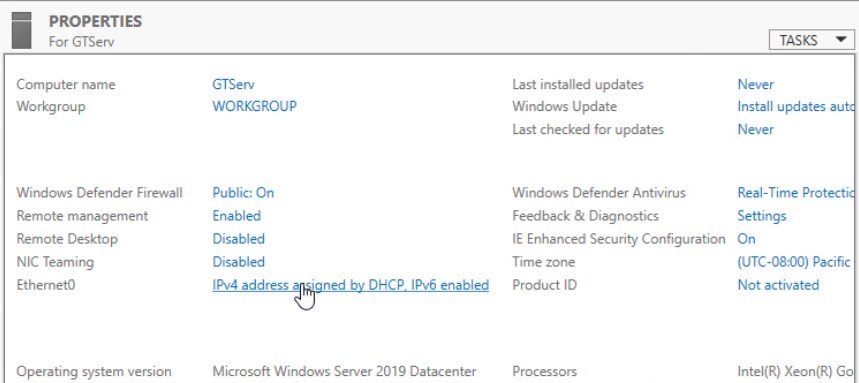 PROPERTIES
For GTServ
TASKS
Computer name GTServ Last installed updates Never
Workgroup WORKGROUP Windows Update Install updates auto
Last checked for updates Never
Windows Defender Firewall Public: On Windows Defender Antivirus Real-Time Protectio
Remote management Enabled Feedback & Diagnostics Settings
Remote Desktop Disabled IE Enhanced Security Configuration On
NIC Teaming Disabled Time zone (UTC-08:00) Pacific
Ethernet0 IPv4 address assigned by DHCP, IPv6 enabled Product ID Not activated
Operating system version Microsoft Windows Server 2019 Datacenter Processors Intel(R) Xeon(R) Go